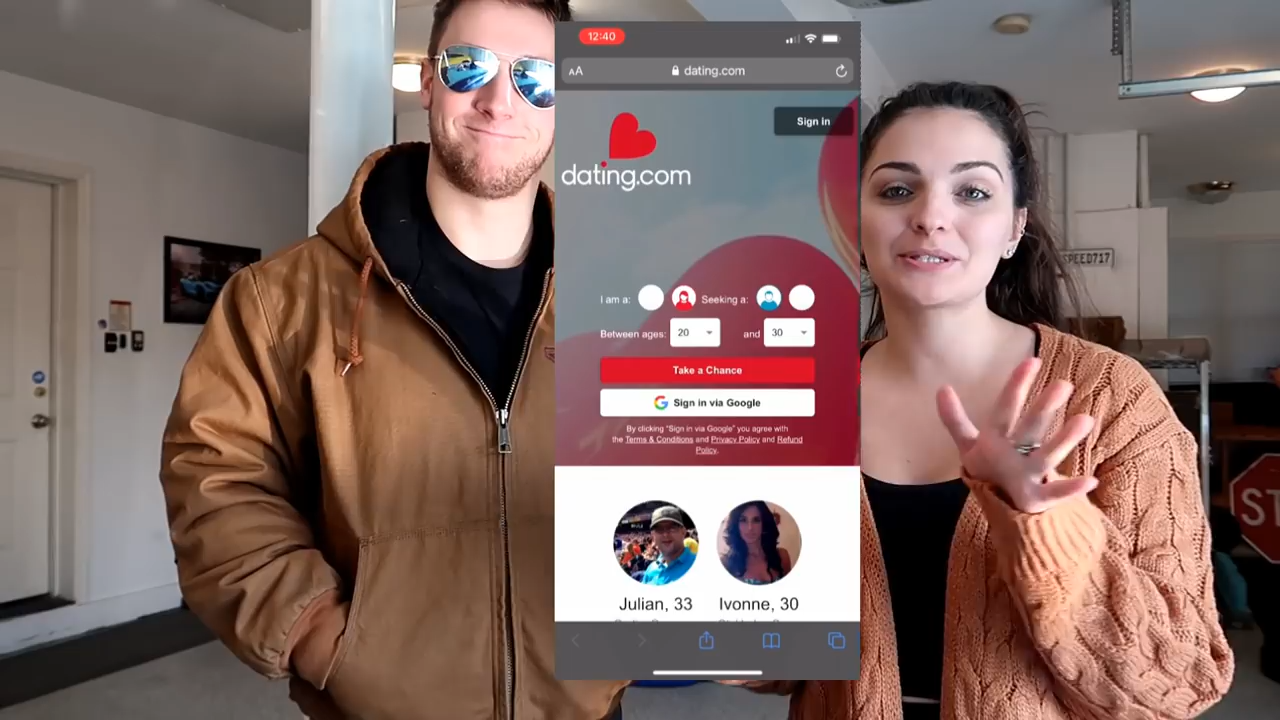 12:40
AA
dating.com
Sign in
dating.com
I am a:
Seeking a:
Between ages:
20
and
30
Take a Chance
Sign in via Google
By clicking "Sign in via Google" you agree with
the Terms & Conditions and Privacy Policy and Refund
Policy.
Julian, 33
Ivonne, 30
SPEED717
ST